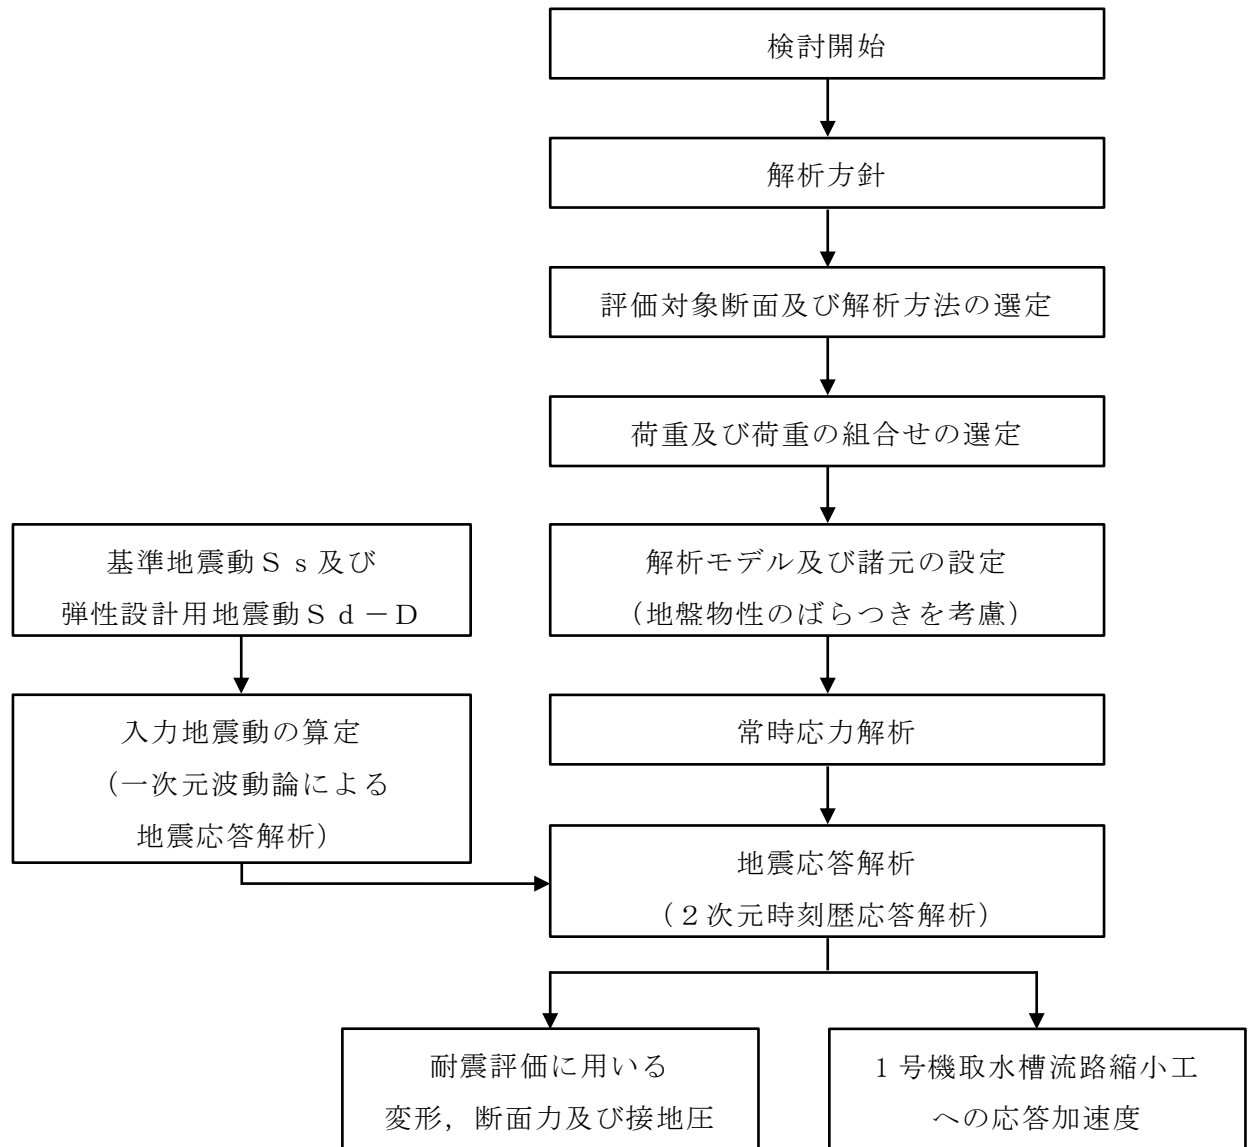 検討開始
解析方針
評価対象断面及び解析方法の選定
荷重及び荷重の組合せの選定
基準地震動Ｓｓ及び
弾性設計用地震動Ｓｄ－Ｄ
解析モデル及び諸元の設定
（地盤物性のばらつきを考慮）
入力地震動の算定
（一次元波動論による
地震応答解析）
常時応力解析
地震応答解析
（２次元時刻歴応答解析）
耐震評価に用いる
変形，断面力及び接地圧
１号機取水槽流路縮小工
への応答加速度